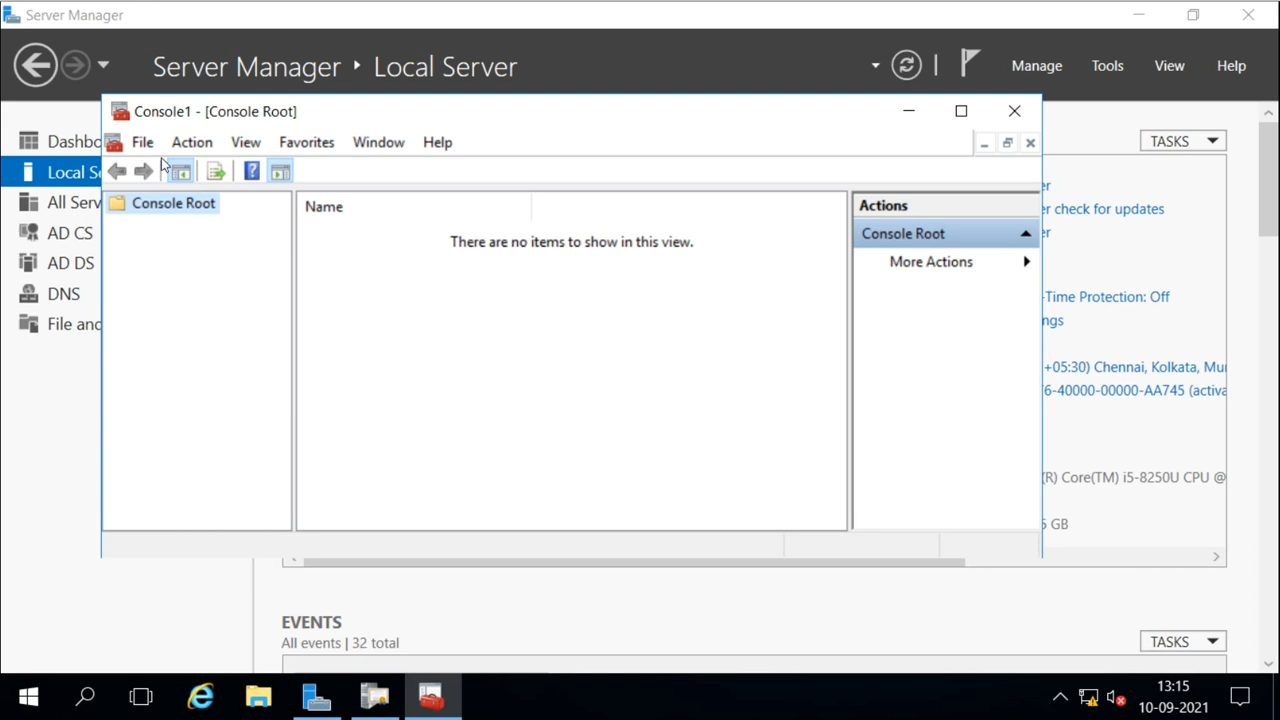 Server Manager
Server Manager ‣ Local Server
Manage Tools View Help
Console1 - [Console Root]
File Action View Favorites Window Help
Console Root
Name
There are no items to show in this view.
Actions
Console Root
More Actions
Dashbo
Local Se
All Serv
AD CS
AD DS
DNS
File and
TASKS
er
er check for updates
er
-Time Protection: Off
ngs
+05:30) Chennai, Kolkata, Mu
6-40000-00000-AA745 (activa
(R) Core(TM) i5-8250U CPU @
GB
EVENTS
All events | 32 total
TASKS
13:15
10-09-2021